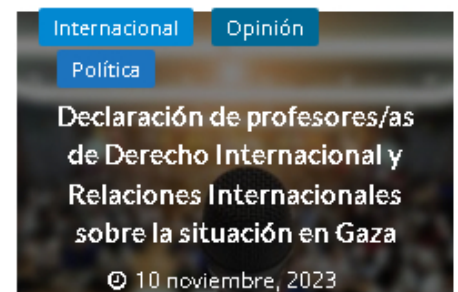 Internacional Opinión
Política
Declaración de profesores/as
de Derecho Internacional y
Relaciones Internacionales
sobre la situación en Gaza
10 noviembre, 2023